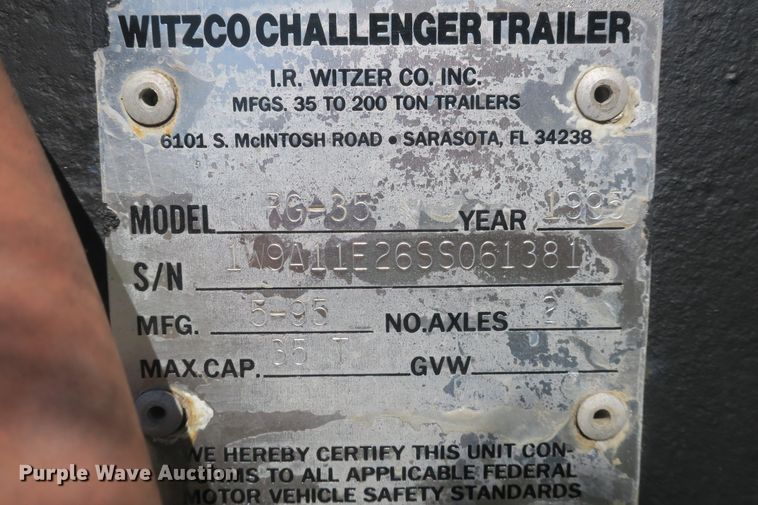 WITZCO CHALLENGER TRAILER
I.R. WITZER CO. INC.
MFGS. 35 TO 200 TON TRAILERS
6101 S. McINTOSH ROAD • SARASOTA, FL 34238
MODEL RG-35 YEAR 1995
S/N 1W9A11E26SS061381
MFG. 5-95 NO.AXLES 2
MAX.CAP. 35 T GVW
WE HEREBY CERTIFY THIS UNIT CON-
TO ALL APPLICABLE FEDERAL
MOTOR VEHICLE SAFETY STANDARDS
Purple Wave Auction